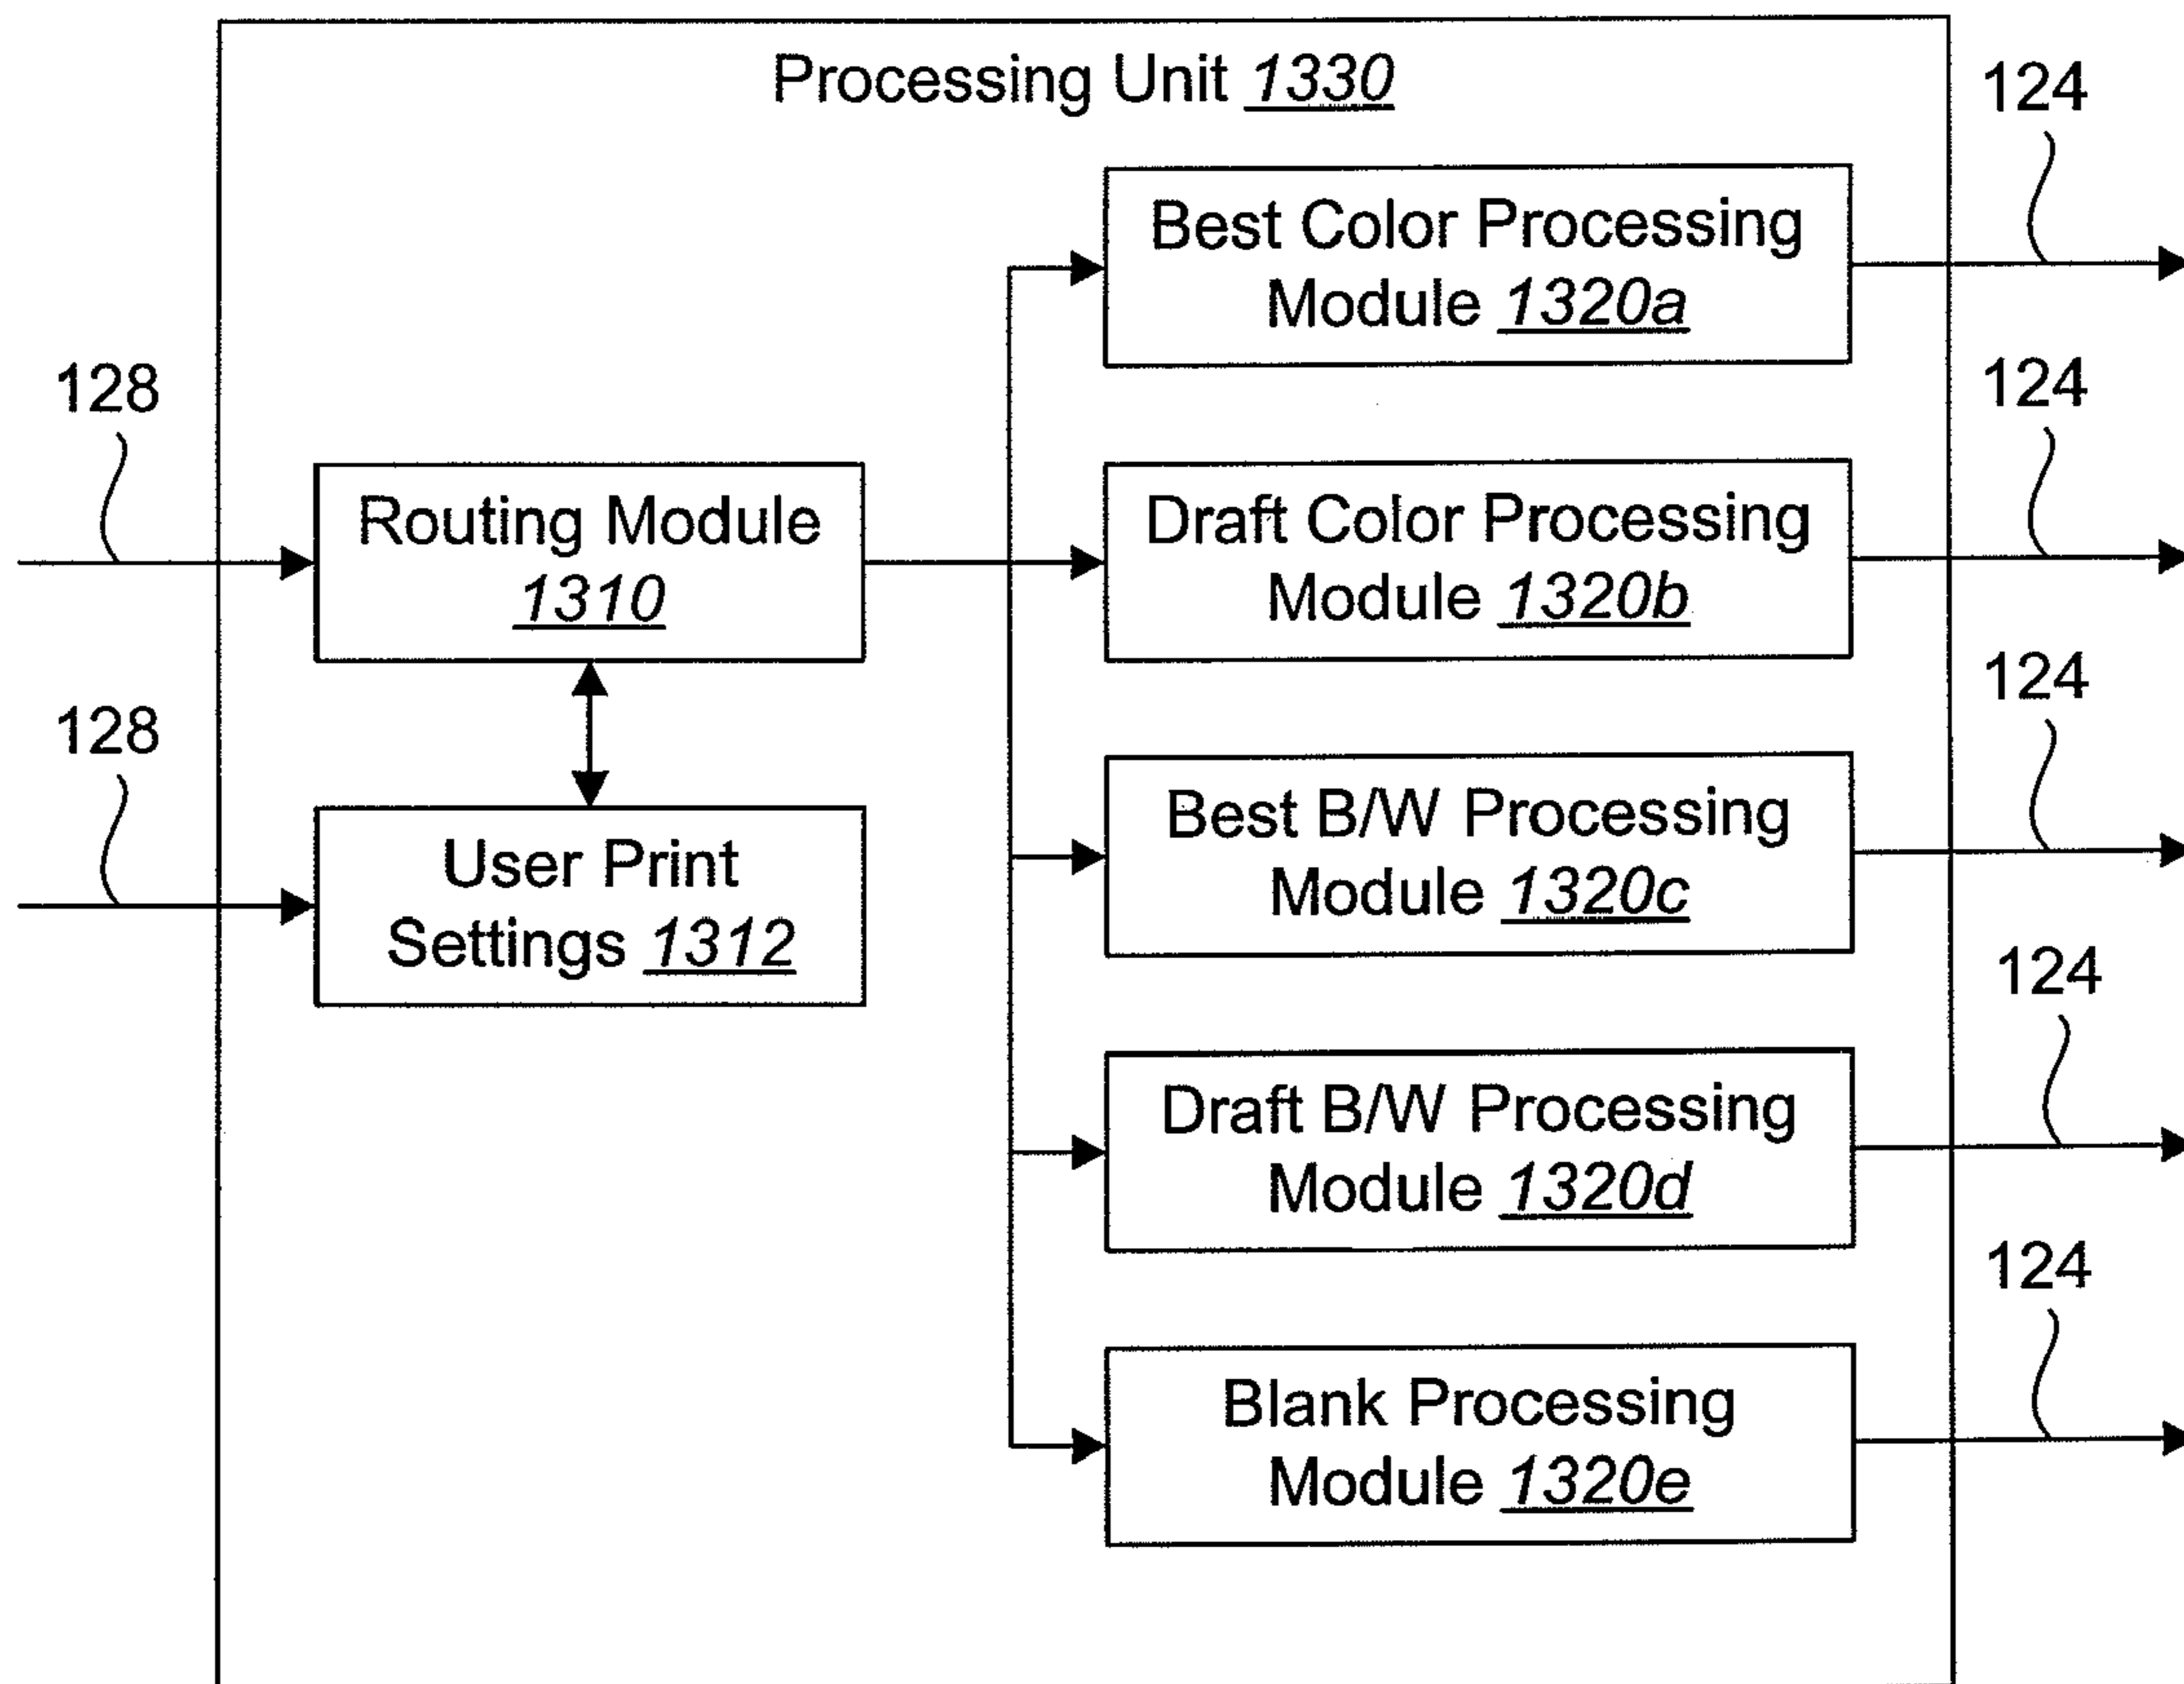 Processing Unit 1330
124
Best Color Processing
Module 1320a
124
128
Routing Module
1310
Draft Color Processing
Module 1320b
124
128
User Print
Settings 1312
Best B/W Processing
Module 1320c
124
Draft B/W Processing
Module 1320d
124
Blank Processing
Module 1320e